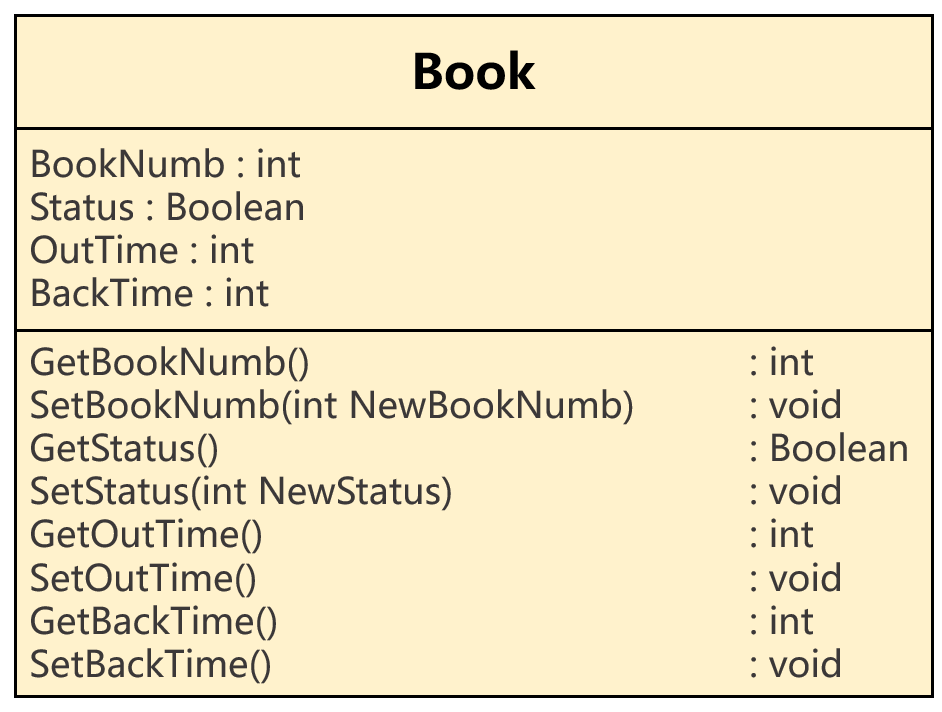 Book
BookNumb : int
Status : Boolean
OutTime : int
BackTime : int
GetBookNumb() : int
SetBookNumb(int NewBookNumb) : void
GetStatus() : Boolean
SetStatus(int NewStatus) : void
GetOutTime() : int
SetOutTime() : void
GetBackTime() : int
SetBackTime() : void